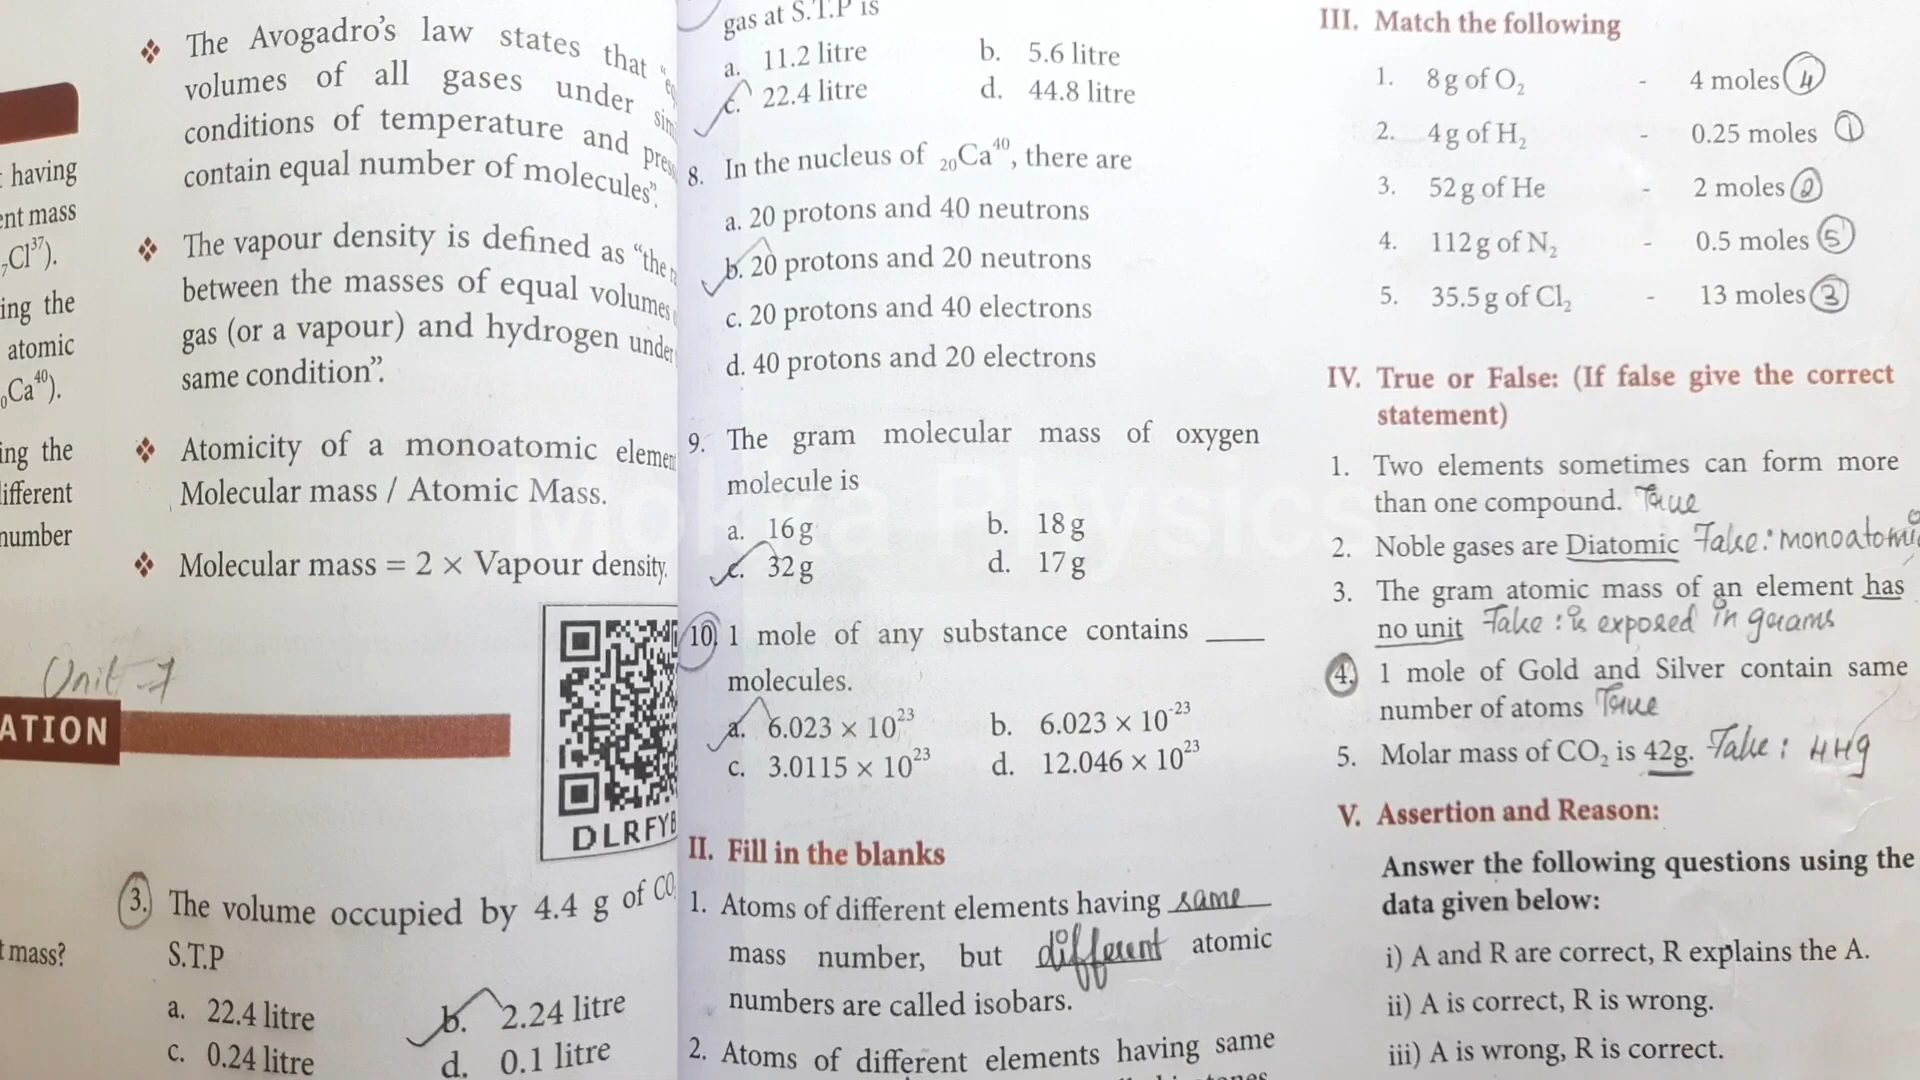 having
ent mass
₇Cl³⁷).
ing the
atomic
₀Ca⁴⁰).
ing the
different
number
❖ The Avogadro's law states that "
volumes of all gases under
conditions of temperature and
contain equal number of molecules".
❖ The vapour density is defined as "the
between the masses of equal volumes
gas (or a vapour) and hydrogen under
same condition".
❖ Atomicity of a monoatomic
Molecular mass / Atomic Mass.
❖ Molecular mass = 2 × Vapour density.
Unit-7
ATION
DLRFY
mass?
3. The volume occupied by 4.4 g of CO
S.T.P
a. 22.4 litre b. 2.24 litre
c. 0.24 litre d. 0.1 litre
gas at S.T.P is
a. 11.2 litre b. 5.6 litre
c. 22.4 litre d. 44.8 litre
8. In the nucleus of ₂₀Ca⁴⁰, there are
a. 20 protons and 40 neutrons
b. 20 protons and 20 neutrons
c. 20 protons and 40 electrons
d. 40 protons and 20 electrons
9. The gram molecular mass of oxygen
molecule is
a. 16 g b. 18 g
c. 32 g d. 17 g
10. 1 mole of any substance contains ____
molecules.
a. 6.023 × 10²³ b. 6.023 × 10⁻²³
c. 3.0115 × 10²³ d. 12.046 × 10²³
II. Fill in the blanks
1. Atoms of different elements having same
mass number, but different atomic
numbers are called isobars.
2. Atoms of different elements having same
III. Match the following
1. 8 g of O₂ - 4 moles 4
2. 4 g of H₂ - 0.25 moles 1
3. 52 g of He - 2 moles 2
4. 112 g of N₂ - 0.5 moles 5
5. 35.5 g of Cl₂ - 13 moles 3
IV. True or False: (If false give the correct
statement)
1. Two elements sometimes can form more
than one compound. True
2. Noble gases are Diatomic False: monoatomic
3. The gram atomic mass of an element has
no unit False: is exposed in grams
4. 1 mole of Gold and Silver contain same
number of atoms True
5. Molar mass of CO₂ is 42g. False: 44g
V. Assertion and Reason:
Answer the following questions using the
data given below:
i) A and R are correct, R explains the A.
ii) A is correct, R is wrong.
iii) A is wrong, R is correct.
Mokka Physics